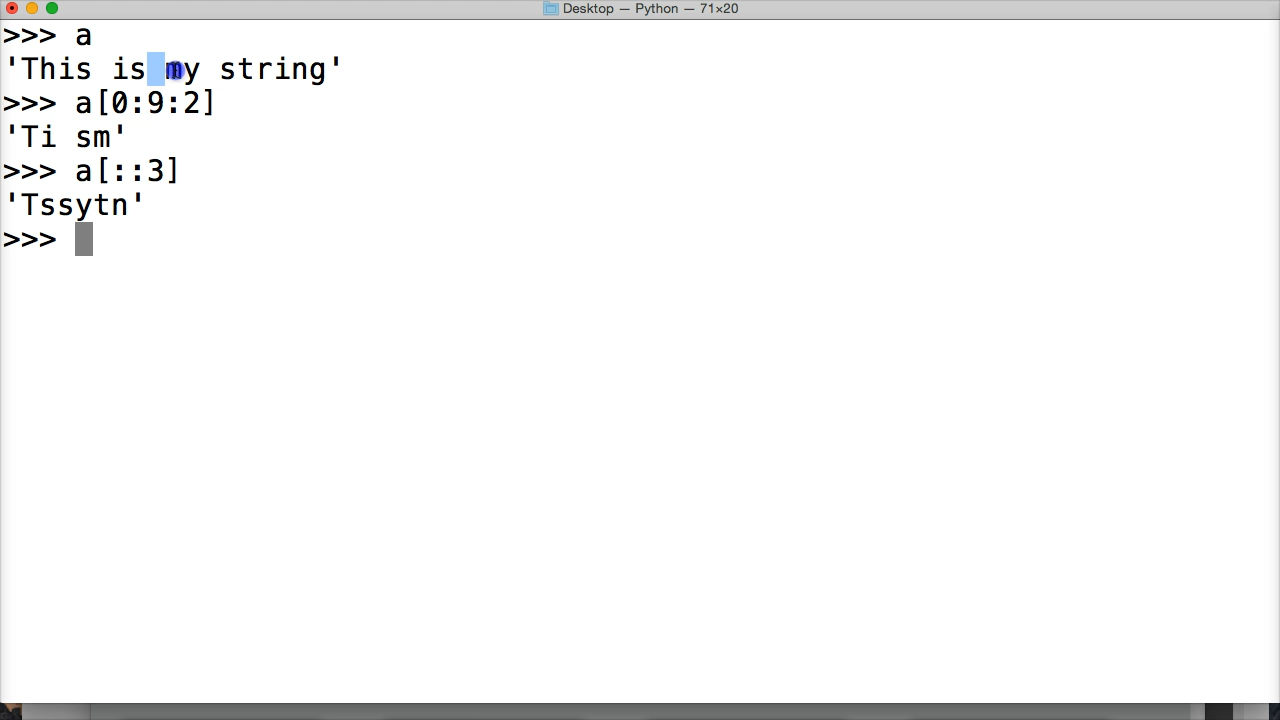 Desktop — Python — 71×20
>>> a
'This is my string'
>>> a[0:9:2]
'Ti sm'
>>> a[::3]
'Tssytn'
>>>